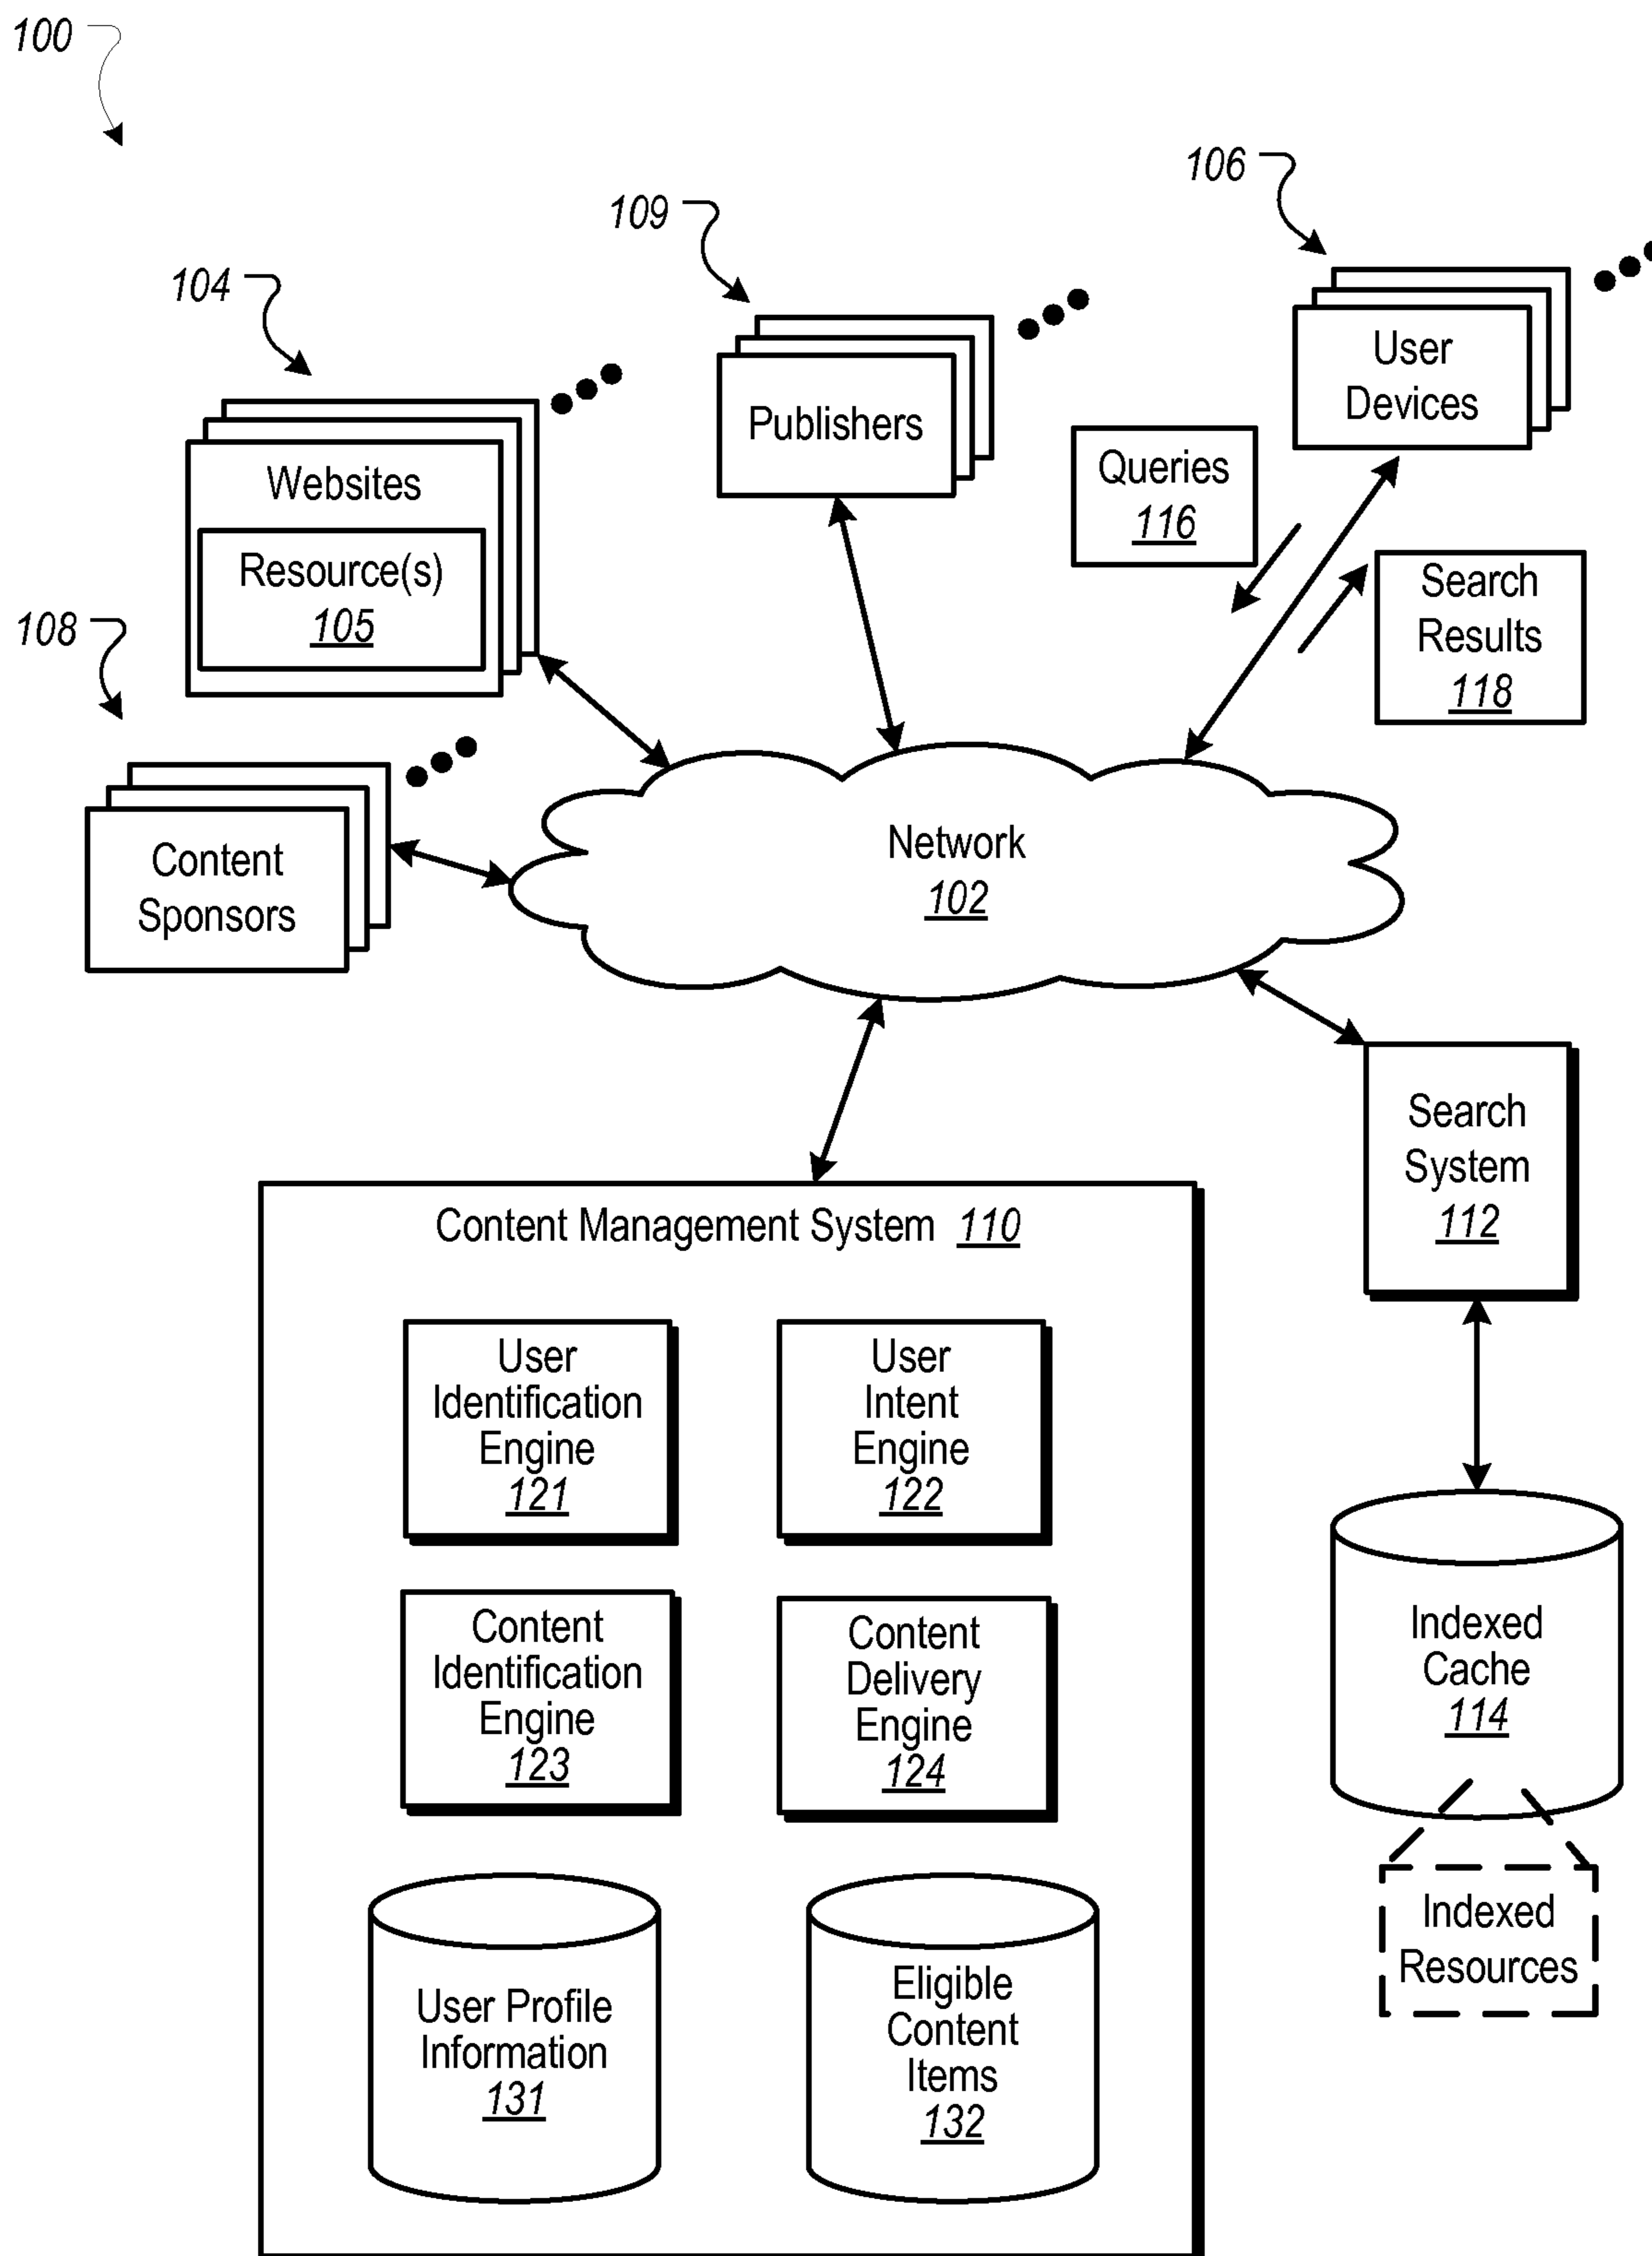 100
106
109
104
User
Devices
Publishers
Queries
116
Websites
Resource(s)
105
Search
Results
118
108
Content
Sponsors
Network
102
Search
System
112
Content Management System 110
User
Identification
Engine
121
User
Intent
Engine
122
Content
Identification
Engine
123
Content
Delivery
Engine
124
Indexed
Cache
114
Indexed
Resources
User Profile
Information
131
Eligible
Content
Items
132